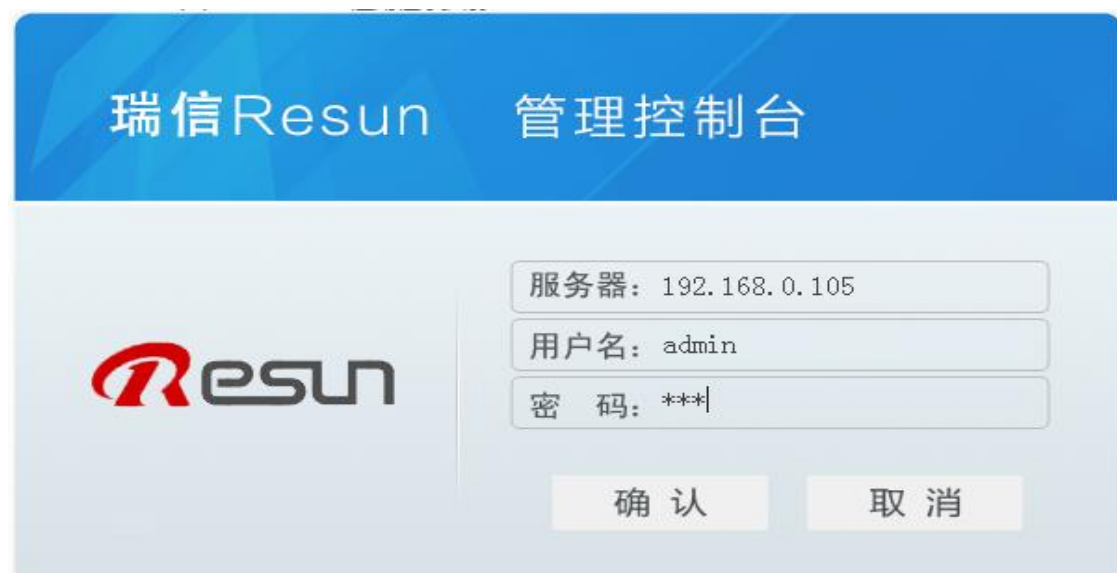 瑞信Resun 管理控制台
Resun
服务器：192.168.0.105
用户名：admin
密 码：***
确 认 取 消